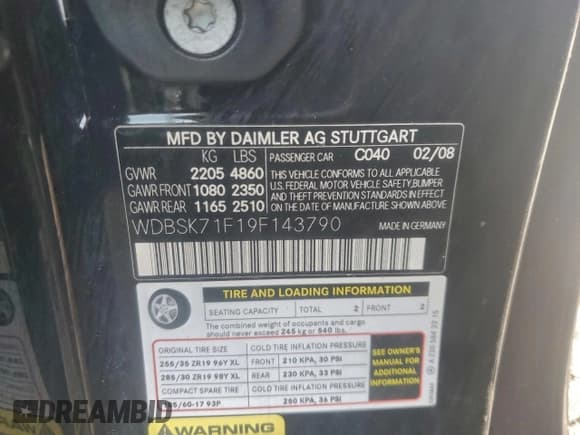 MFD BY DAIMLER AG STUTTGART
KG LBS PASSENGER CAR C040 02/08
GVWR 2205 4860
GAWR FRONT 1080 2350
GAWR REAR 1165 2510
THIS VEHICLE CONFORMS TO ALL APPLICABLE
U.S. FEDERAL MOTOR VEHICLE SAFETY, BUMPER
AND THEFT PREVENTION STANDARDS IN EFFECT
ON THE DATE OF MANUFACTURE SHOWN ABOVE
WDBSK71F19F143790 MADE IN GERMANY
TIRE AND LOADING INFORMATION
SEATING CAPACITY TOTAL 2 FRONT 2
The combined weight of occupants and cargo
should never exceed 245 kg or 540 lbs.
ORIGINAL TIRE SIZE COLD TIRE INFLATION PRESSURE
255/35 ZR19 96Y XL FRONT 210 KPA, 30 PSI
285/30 ZR19 98Y XL REAR 230 KPA, 33 PSI
COMPACT SPARE TIRE COLD TIRE INFLATION PRESSURE
/60-17 93P 250 KPA, 36 PSI
SEE OWNER'S
MANUAL FOR
ADDITIONAL
INFORMATION
WARNING
DREAMBID